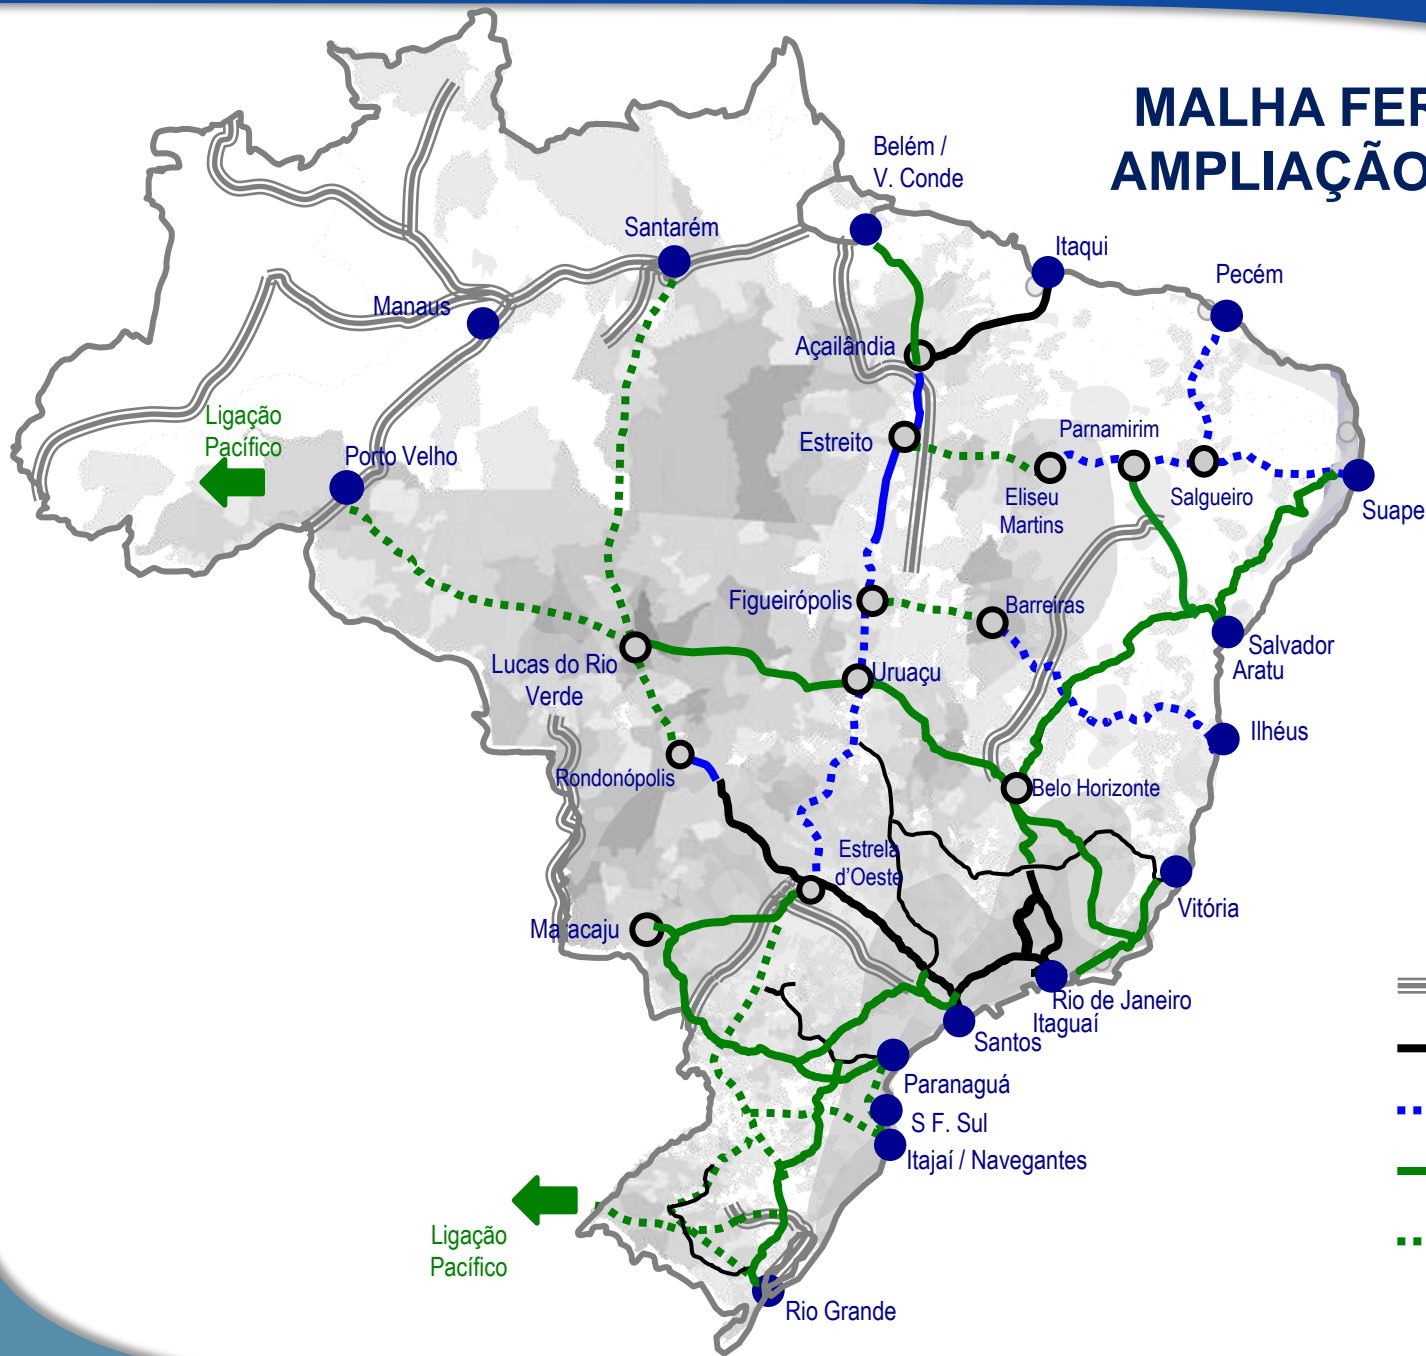 MALHA FER
AMPLIAÇÃO
Belém /
V. Conde
Santarém
Itaqui
Pecém
Manaus
Açailândia
Ligação
Pacífico
Porto Velho
Estreito
Parnamirim
Eliseu
Martins
Salgueiro
Suape
Figueirópolis
Barreiras
Lucas do Rio
Verde
Uruaçu
Salvador
Aratu
Ilhéus
Rondonópolis
Belo Horizonte
Estrela
d'Oeste
Vitória
Maracaju
Rio de Janeiro
Itaguaí
Santos
Paranaguá
S F. Sul
Itajaí / Navegantes
Ligação
Pacífico
Rio Grande